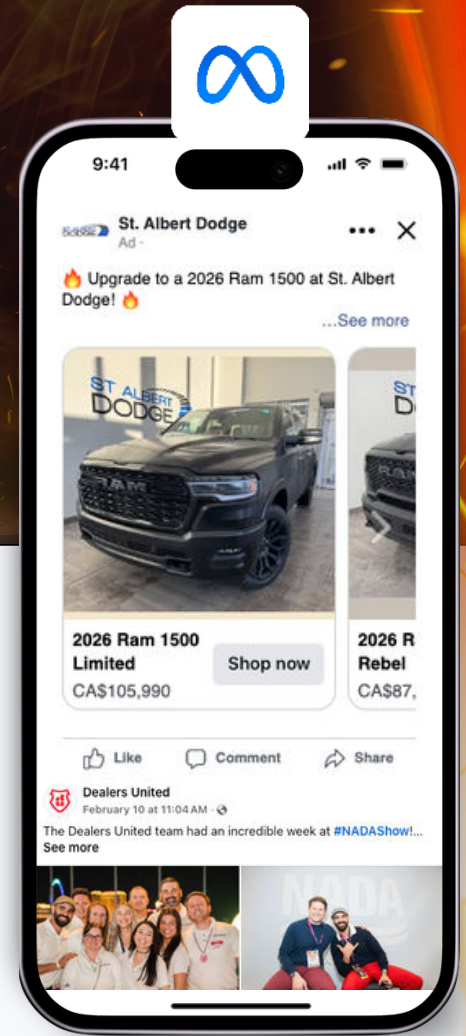 9:41
St. Albert Dodge
Ad ·
🔥 Upgrade to a 2026 Ram 1500 at St. Albert
Dodge! 🔥
...See more
ST ALBERT
DODGE
RAM
ST
D
RAM
2026 Ram 1500
Limited
CA$105,990
Shop now
2026 R
Rebel
CA$87,
Like
Comment
Share
Dealers United
February 10 at 11:04 AM ·
The Dealers United team had an incredible week at #NADAShow!...
See more
NADA